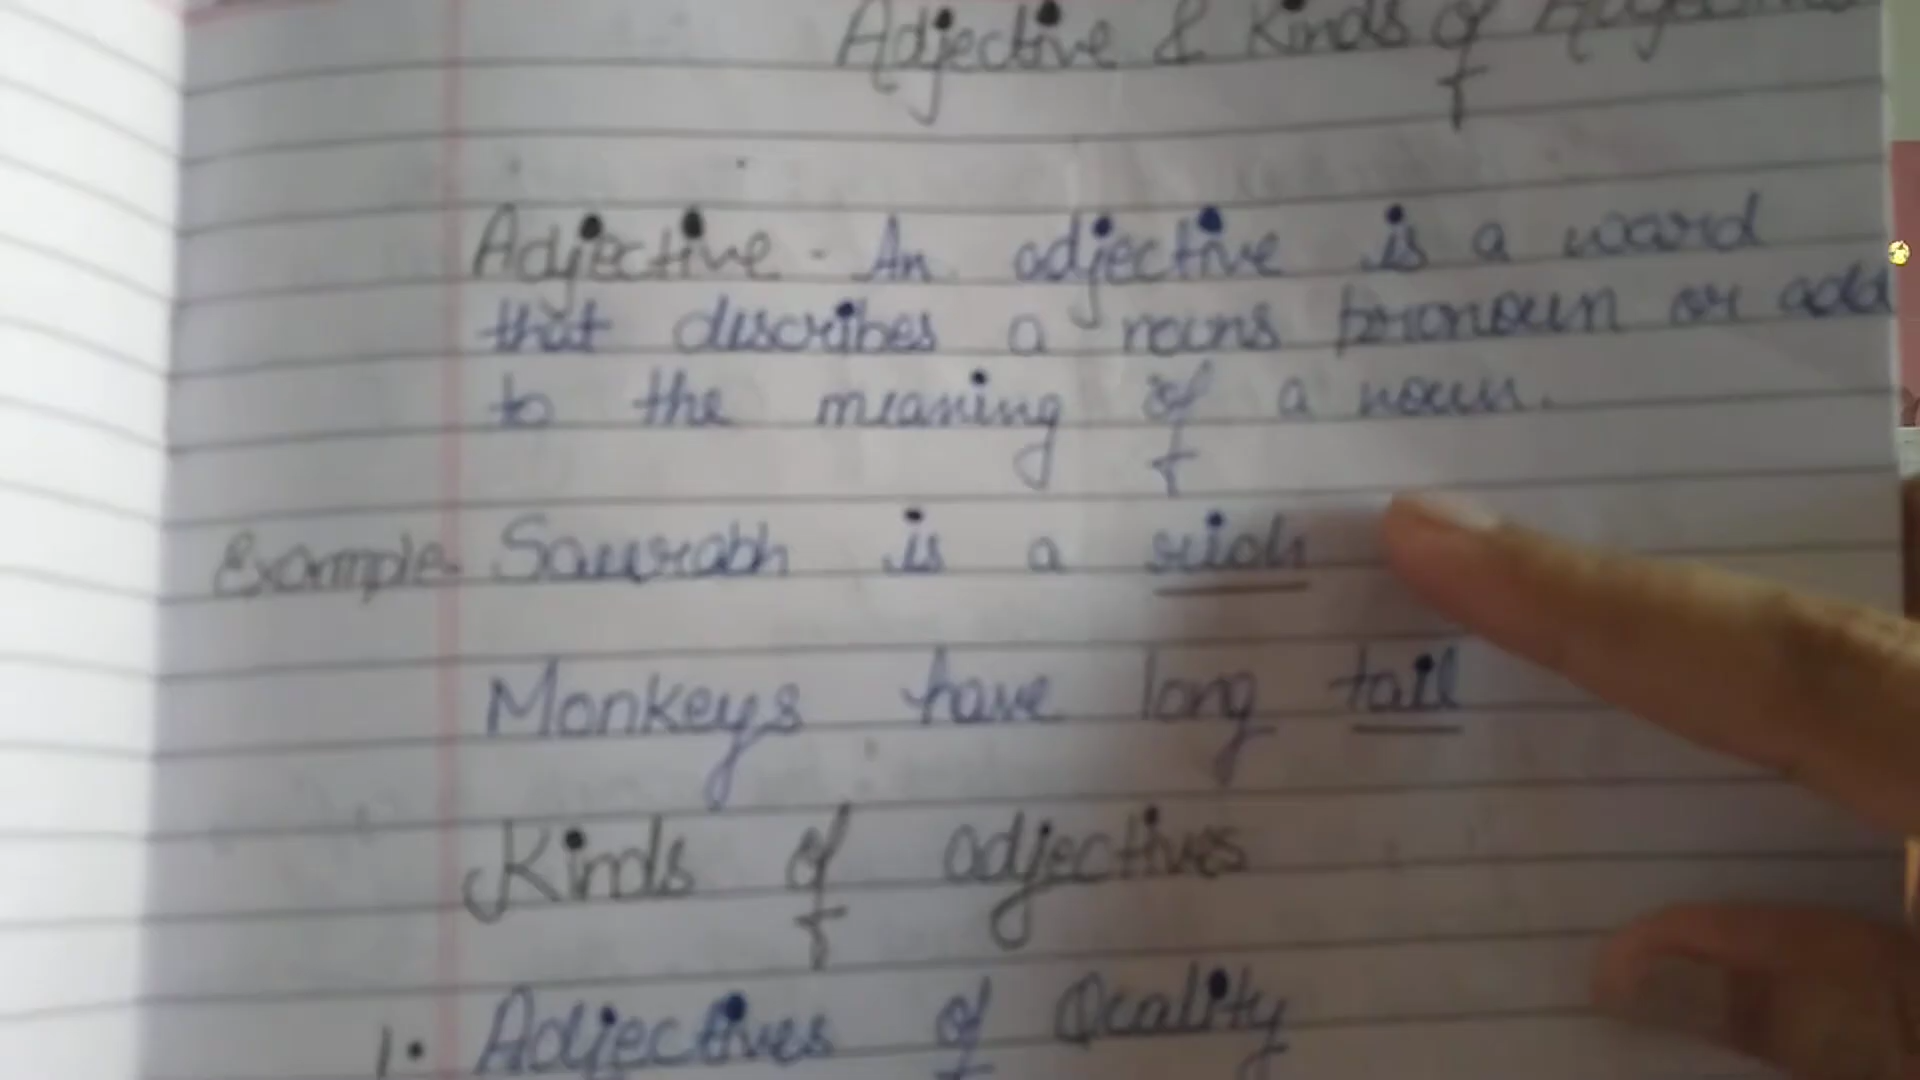 Adjective & Kinds of Adjective
Adjective - An adjective is a word
that describes a nouns pronoun or add
to the meaning of a noun.
Example - Saurabh is a rich
Monkeys have long tail
Kinds of adjectives
1. Adjectives of Quality